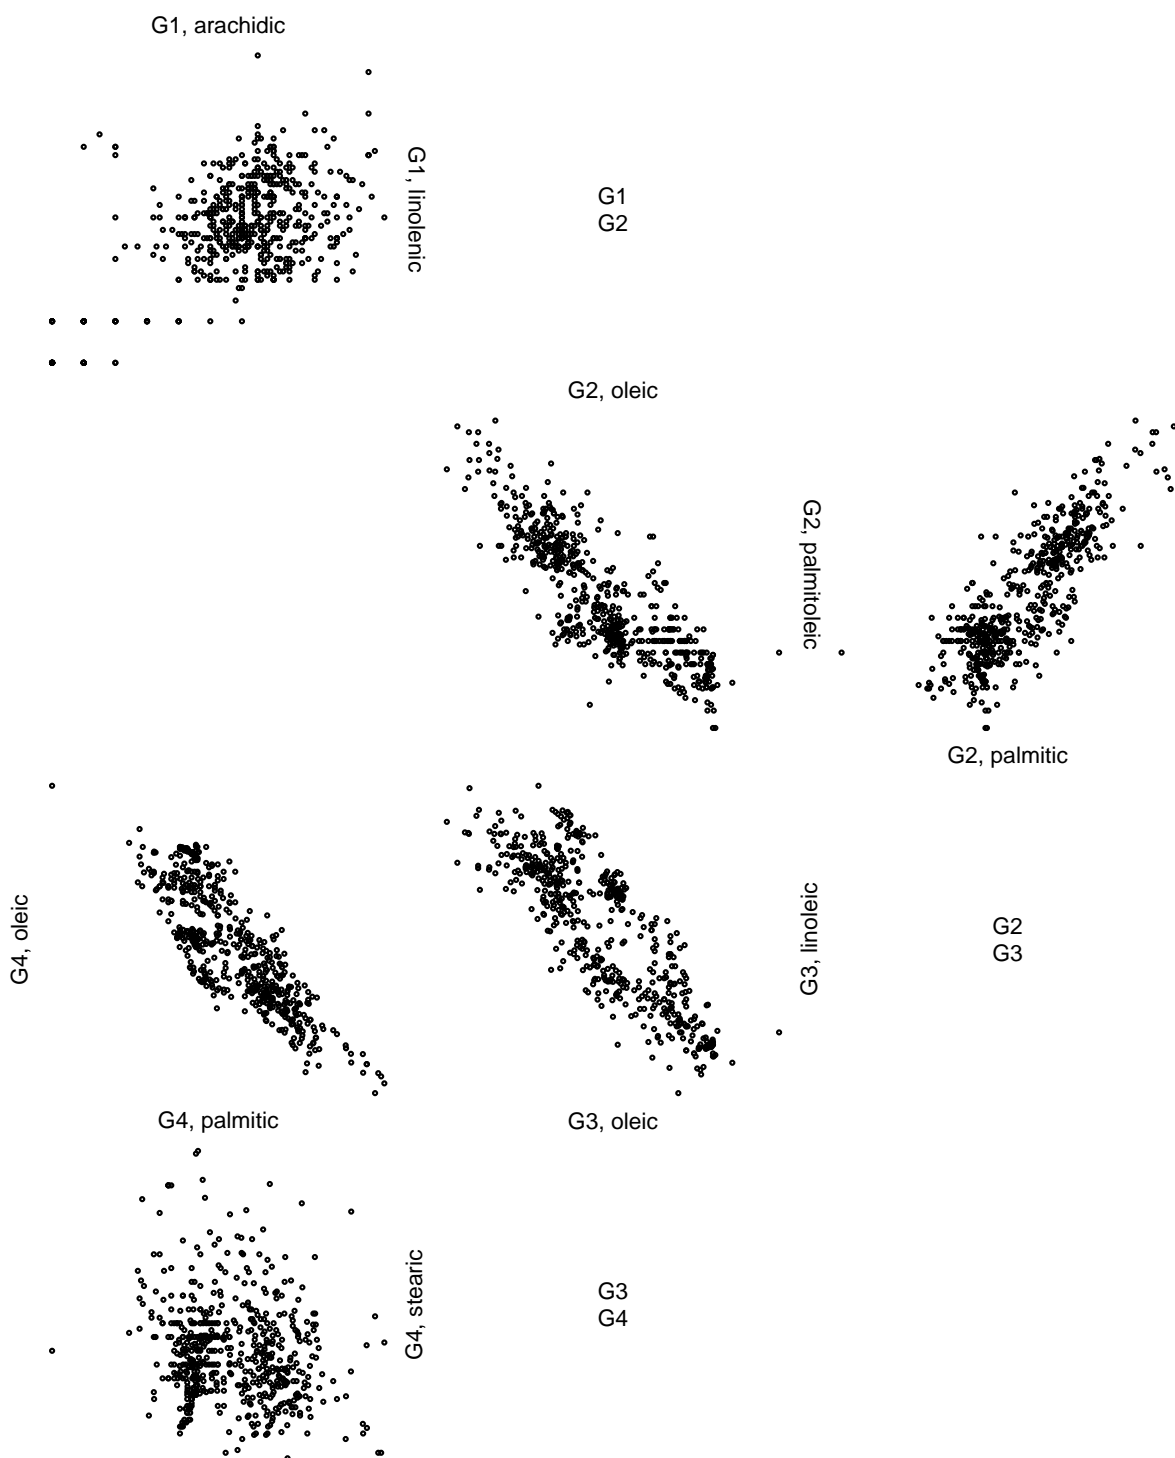 G1, arachidic
G1, linolenic
G1
G2
G2, oleic
G2, palmitoleic
G2, palmitic
G4, oleic
G3, linoleic
G2
G3
G4, palmitic
G3, oleic
G4, stearic
G3
G4